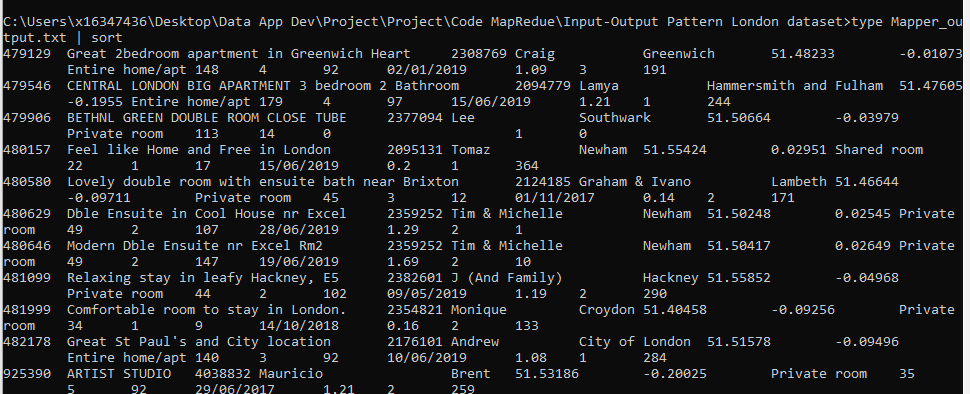 C:\Users\x16347436\Desktop\Data App Dev\Project\Project\Code MapRedue\Input-Output Pattern London dataset>type Mapper_ou
tput.txt | sort
479129 Great 2bedroom apartment in Greenwich Heart 2308769 Craig Greenwich 51.48233 -0.01073
Entire home/apt 148 4 92 02/01/2019 1.09 3 191
479546 CENTRAL LONDON BIG APARTMENT 3 bedroom 2 Bathroom 2094779 Lamya Hammersmith and Fulham 51.47605
-0.1955 Entire home/apt 179 4 97 15/06/2019 1.21 1 244
479906 BETHNL GREEN DOUBLE ROOM CLOSE TUBE 2377094 Lee Southwark 51.50664 -0.03979
Private room 113 14 0 1 0
480157 Feel like Home and Free in London 2095131 Tomaz Newham 51.55424 0.02951 Shared room
22 1 17 15/06/2019 0.2 1 364
480580 Lovely double room with ensuite bath near Brixton 2124185 Graham & Ivano Lambeth 51.46644
-0.09711 Private room 45 3 12 01/11/2017 0.14 2 171
480629 Dble Ensuite in Cool House nr Excel 2359252 Tim & Michelle Newham 51.50248 0.02545 Private
room 49 2 107 28/06/2019 1.29 2 1
480646 Modern Dble Ensuite nr Excel Rm2 2359252 Tim & Michelle Newham 51.50417 0.02649 Private
room 49 2 147 19/06/2019 1.69 2 10
481099 Relaxing stay in leafy Hackney, E5 2382601 J (And Family) Hackney 51.55852 -0.04968
Private room 44 2 102 09/05/2019 1.19 2 290
481999 Comfortable room to stay in London. 2354821 Monique Croydon 51.40458 -0.09256 Private
room 34 1 9 14/10/2018 0.16 2 133
482178 Great St Paul's and City location 2176101 Andrew City of London 51.51578 -0.09496
Entire home/apt 140 3 92 10/06/2019 1.08 1 284
925390 ARTIST STUDIO 4038832 Mauricio Brent 51.53186 -0.20025 Private room 35
5 92 29/06/2017 1.21 2 259